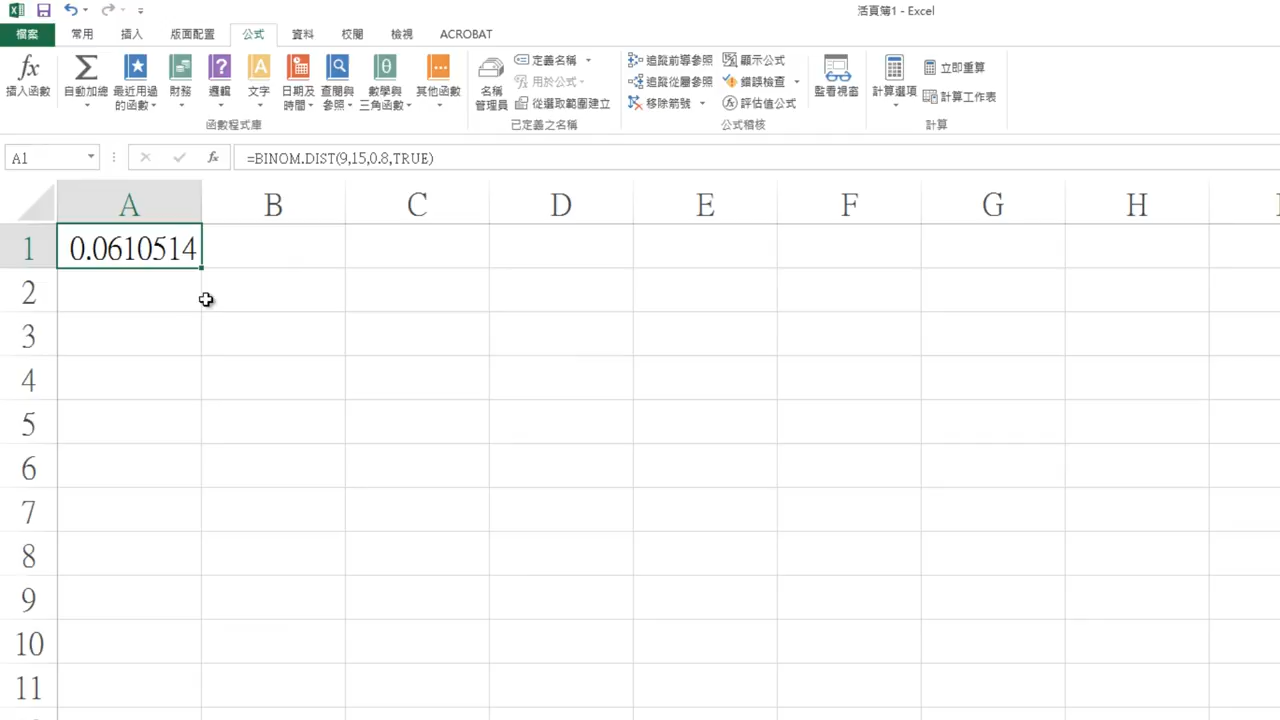 活頁簿1 - Excel
檔案 常用 插入 版面配置 公式 資料 校閱 檢視 ACROBAT
插入函數 自動加總 最近用過的函數 財務 邏輯 文字 日期及時間 查閱與參照 數學與三角函數 其他函數
名稱管理員 定義名稱 用於公式 從選取範圍建立
追蹤前導參照 追蹤從屬參照 移除箭號 顯示公式 錯誤檢查 評估值公式 監看視窗
計算選項 立即重算 計算工作表
函數程式庫 已定義之名稱 公式稽核 計算
A1 fx =BINOM.DIST(9,15,0.8,TRUE)
A B C D E F G H
1 0.0610514
2
3
4
5
6
7
8
9
10
11